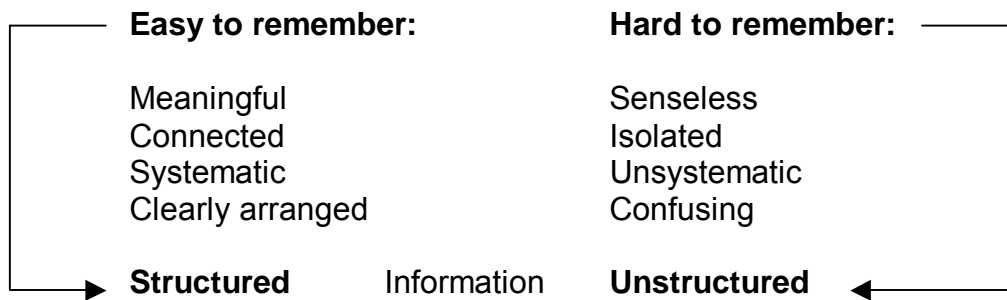 Easy to remember: Hard to remember:
Meaningful Senseless
Connected Isolated
Systematic Unsystematic
Clearly arranged Confusing
Structured Information Unstructured